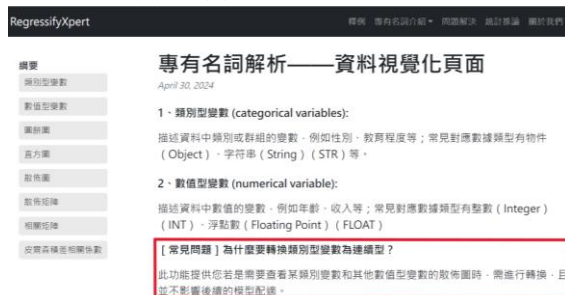 RegressifyXpert
釋例 專有名詞介紹 問題解決 統計推論 關於我們
綱要
類別型變數
數值型變數
圓餅圖
直方圖
散佈圖
散佈矩陣
相關矩陣
皮爾森積差相關係數
專有名詞解析——資料視覺化頁面
April 30, 2024
1、類別型變數 (categorical variables):
描述資料中類別或群組的變數,例如性別、教育程度等;常見對應數據類型有物件
(Object)、字符串(String)(STR)等。
2、數值型變數 (numerical variable):
描述資料中數值的變數,例如年齡、收入等;常見對應數據類型有整數(Integer)
(INT)、浮點數(Floating Point)(FLOAT)
[常見問題]為什麼要轉換類別型變數為連續型?
此功能提供您若是需要查看某類別變數和其他數值型變數的散佈圖時,需進行轉換,且
並不影響後續的模型配適。